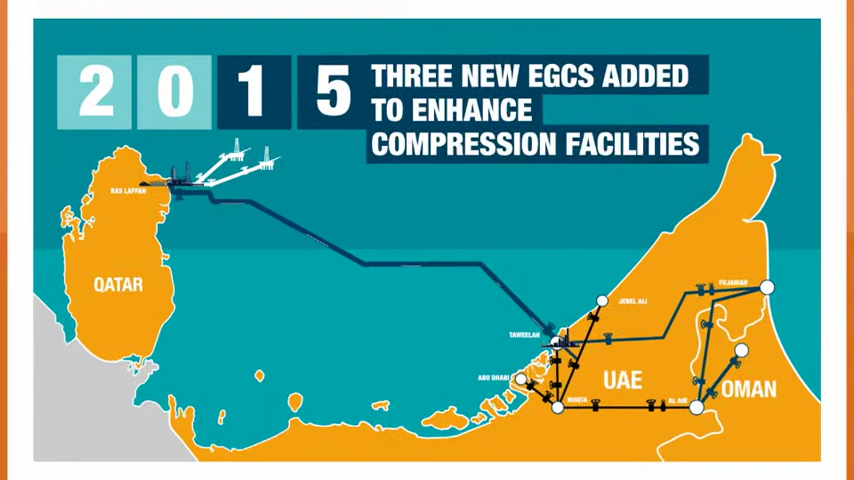 2015
THREE NEW EGCS ADDED
TO ENHANCE
COMPRESSION FACILITIES
RAS LAFFAN
QATAR
FUJAIRAH
JEBEL ALI
TAWEELAH
ABU DHABI
UAE
OMAN
MAQTA
AL AIN